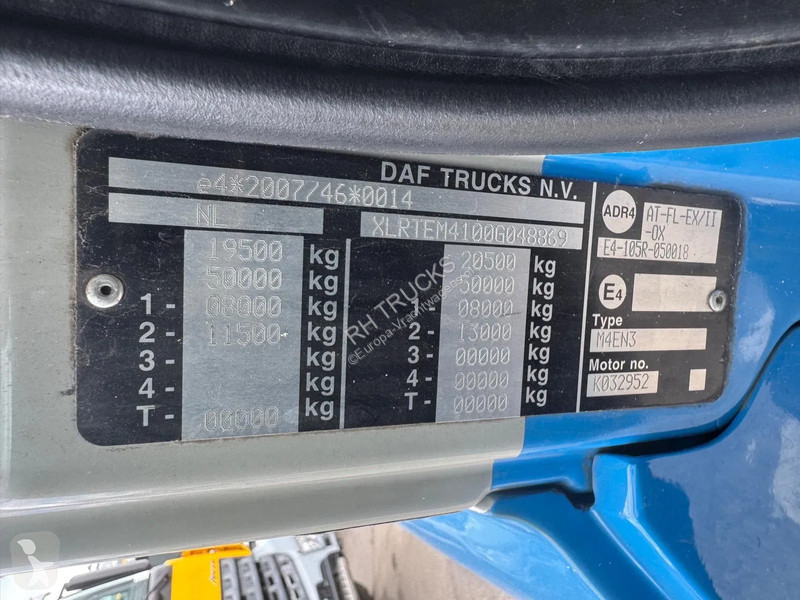 DAF TRUCKS N.V.
e4*2007/46*0014
NL
XLRTEM4100G048869
19500 kg
50000 kg
1- 08000 kg
2- 11500 kg
3- kg
4- kg
T- 00000 kg
20500 kg
50000 kg
1- 08000 kg
2- 13000 kg
3- 00000 kg
4- 00000 kg
T- 00000 kg
ADR4
AT-FL-EX/II
-OX
E4-105R-050018
E4
Type
M4EN3
Motor no.
K032952
RH TRUCKS